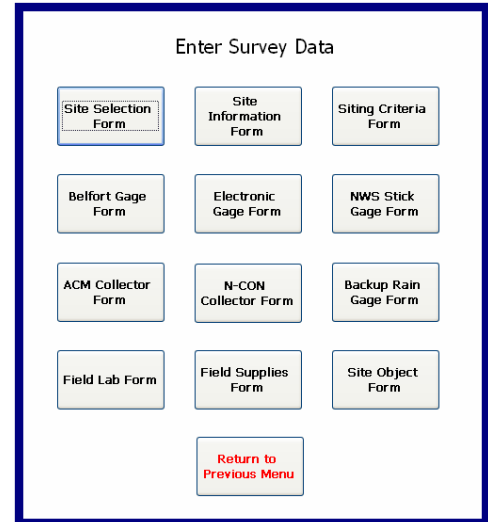 Enter Survey Data
Site Selection
Form
Site
Information
Form
Siting Criteria
Form
Belfort Gage
Form
Electronic
Gage Form
NWS Stick
Gage Form
ACM Collector
Form
N-CON
Collector Form
Backup Rain
Gage Form
Field Lab Form
Field Supplies
Form
Site Object
Form
Return to
Previous Menu